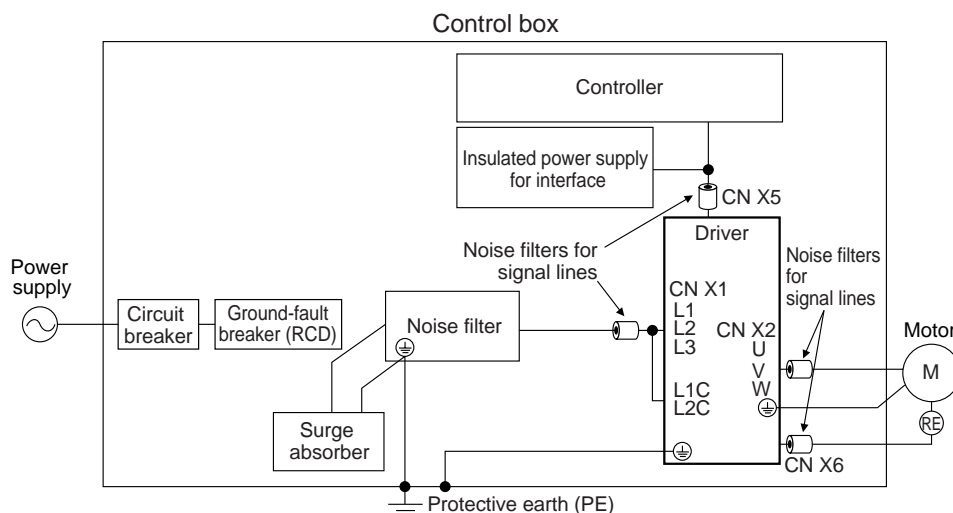 Control box
Controller
Insulated power supply
for interface
CN X5
Driver
Noise filters for
signal lines
Noise filters
for
signal lines
Power
supply
Circuit
breaker
Ground-fault
breaker (RCD)
Noise filter
CN X1
L1
L2
L3
L1C
L2C
CN X2
U
V
W
Motor
M
RE
Surge
absorber
CN X6
Protective earth (PE)